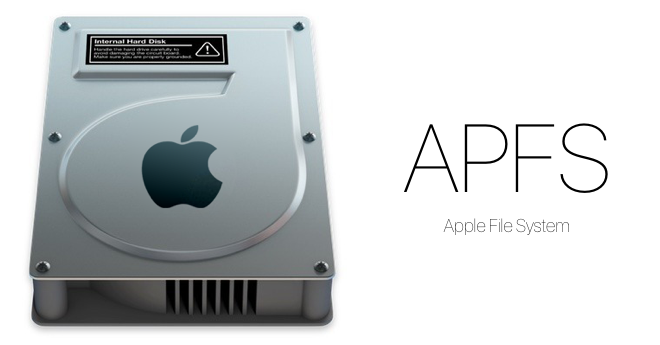 Internal Hard Disk
Handle the hard drive carefully to
avoid damaging the circuit board.
Make sure you are properly grounded.
APFS
Apple File System